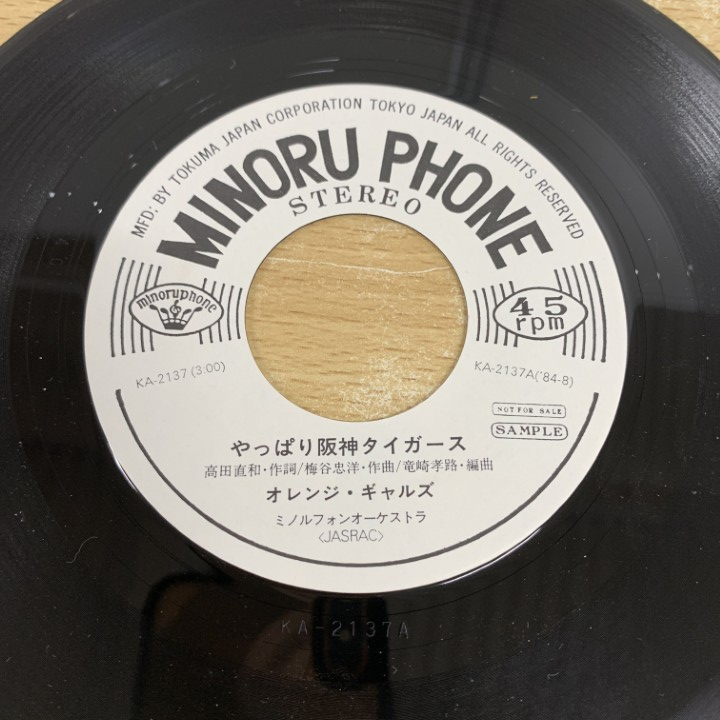 MFD: BY TOKUMA JAPAN CORPORATION TOKYO JAPAN ALL RIGHTS RESERVED
MINORU PHONE
STEREO
minoruphone
45
rpm
KA-2137 (3:00)
KA-2137A('84-8)
NOT FOR SALE
SAMPLE
やっぱり阪神タイガース
高田直和・作詞/梅谷忠洋・作曲/竜崎孝路・編曲
オレンジ・ギャルズ
ミノルフォンオーケストラ
〈JASRAC〉
KA-2137A